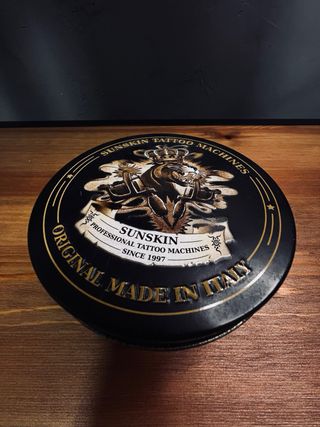 SUNSKIN TATTOO MACHINES
SUNSKIN
PROFESSIONAL TATTOO MACHINES
SINCE 1997
ORIGINAL MADE IN ITALY